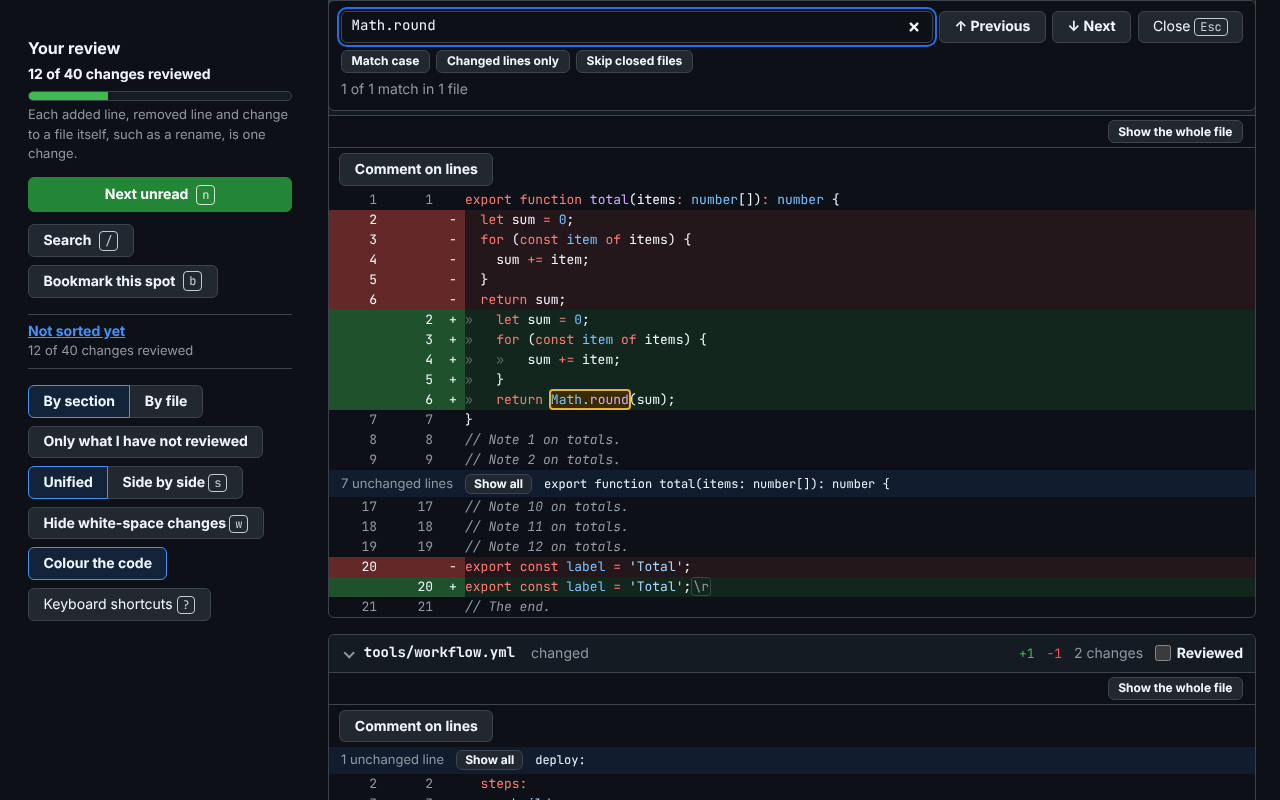 Your review
12 of 40 changes reviewed
Each added line, removed line and change
to a file itself, such as a rename, is one
change.
Next unread n
Search /
Bookmark this spot b
Not sorted yet
12 of 40 changes reviewed
By section By file
Only what I have not reviewed
Unified Side by side s
Hide white-space changes w
Colour the code
Keyboard shortcuts ?
Math.round × ↑ Previous ↓ Next Close Esc
Match case Changed lines only Skip closed files
1 of 1 match in 1 file
Show the whole file
Comment on lines
1 1 export function total(items: number[]): number {
2 - let sum = 0;
3 - for (const item of items) {
4 - sum += item;
5 - }
6 - return sum;
2 + » let sum = 0;
3 + » for (const item of items) {
4 + » » sum += item;
5 + » }
6 + » return Math.round(sum);
7 7 }
8 8 // Note 1 on totals.
9 9 // Note 2 on totals.
7 unchanged lines Show all export function total(items: number[]): number {
17 17 // Note 10 on totals.
18 18 // Note 11 on totals.
19 19 // Note 12 on totals.
20 - export const label = 'Total';
20 + export const label = 'Total';\r
21 21 // The end.
tools/workflow.yml changed +1 -1 2 changes Reviewed
Show the whole file
Comment on lines
1 unchanged line Show all deploy:
2 2 steps: